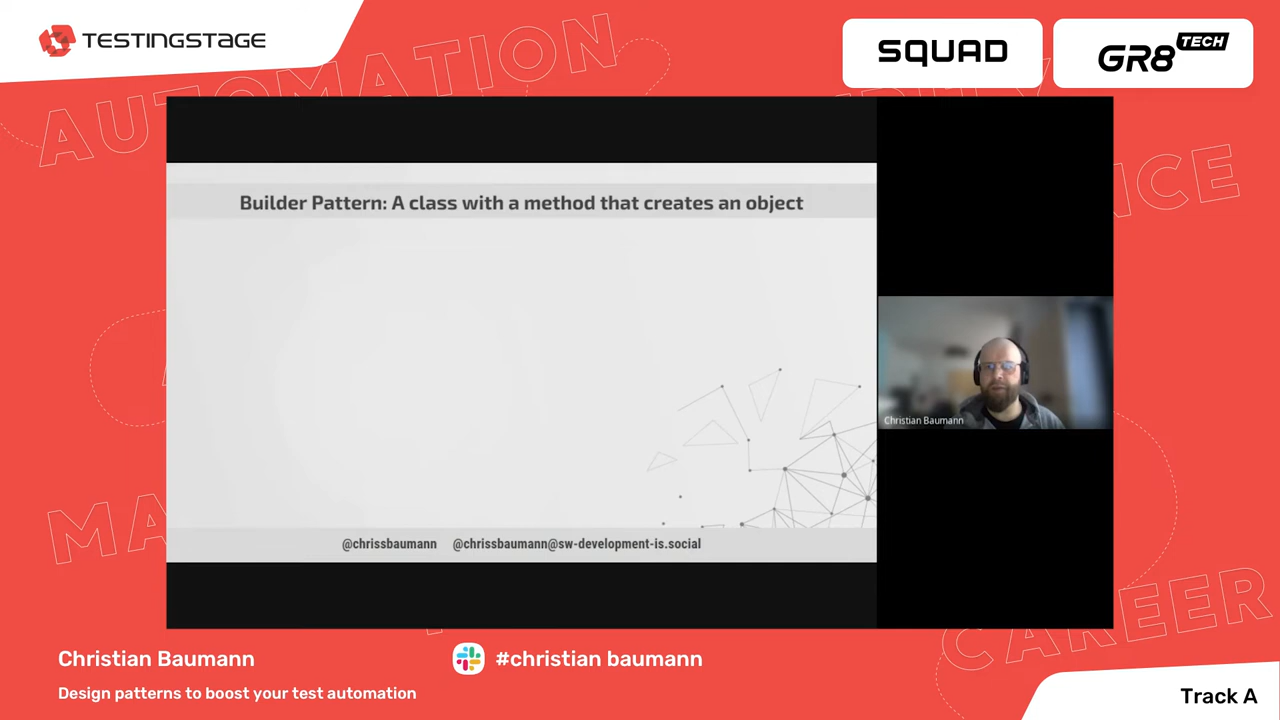 TESTINGSTAGE
SQUAD
GR8 TECH
AUTOMATION
Builder Pattern: A class with a method that creates an object
Christian Baumann
@chrissbaumann @chrissbaumann@sw-development-is.social
CAREER
Christian Baumann
#christian baumann
Design patterns to boost your test automation
Track A